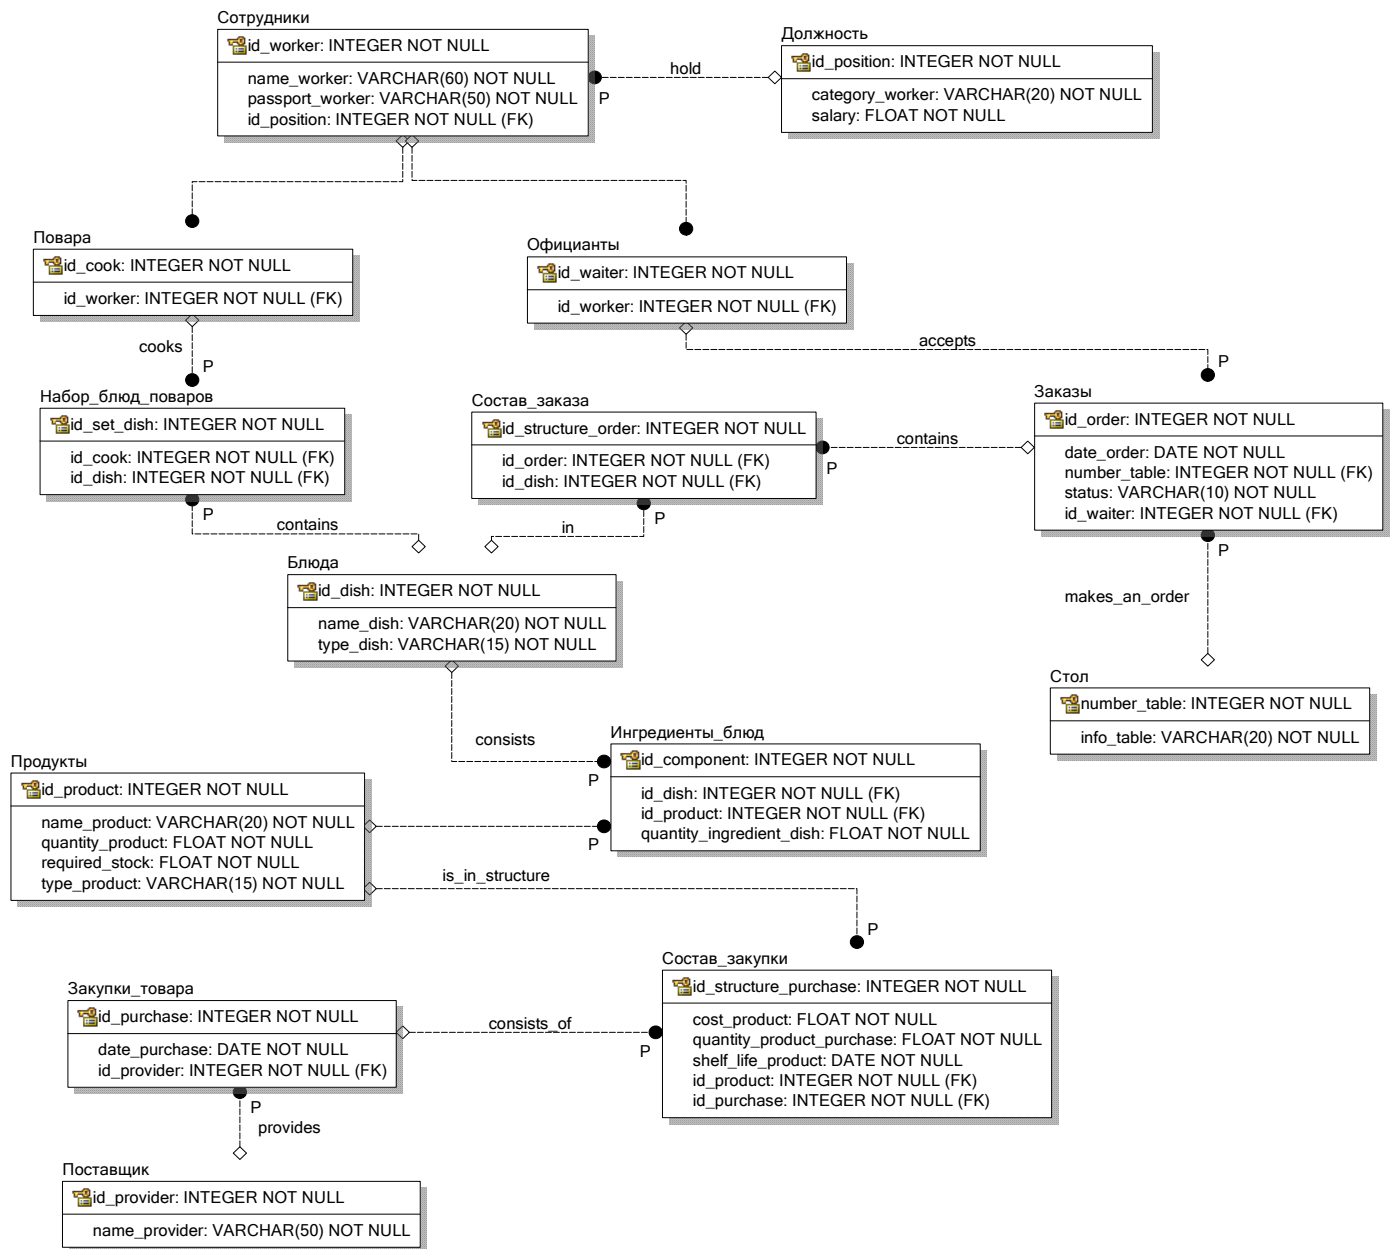 Сотрудники
id_worker: INTEGER NOT NULL
name_worker: VARCHAR(60) NOT NULL
passport_worker: VARCHAR(50) NOT NULL
id_position: INTEGER NOT NULL (FK)
hold
P
Должность
id_position: INTEGER NOT NULL
category_worker: VARCHAR(20) NOT NULL
salary: FLOAT NOT NULL
Повара
id_cook: INTEGER NOT NULL
id_worker: INTEGER NOT NULL (FK)
Официанты
id_waiter: INTEGER NOT NULL
id_worker: INTEGER NOT NULL (FK)
cooks
P
accepts
P
Набор_блюд_поваров
id_set_dish: INTEGER NOT NULL
id_cook: INTEGER NOT NULL (FK)
id_dish: INTEGER NOT NULL (FK)
P
contains
Состав_заказа
id_structure_order: INTEGER NOT NULL
id_order: INTEGER NOT NULL (FK)
id_dish: INTEGER NOT NULL (FK)
P
in
contains
P
Заказы
id_order: INTEGER NOT NULL
date_order: DATE NOT NULL
number_table: INTEGER NOT NULL (FK)
status: VARCHAR(10) NOT NULL
id_waiter: INTEGER NOT NULL (FK)
P
makes_an_order
Блюда
id_dish: INTEGER NOT NULL
name_dish: VARCHAR(20) NOT NULL
type_dish: VARCHAR(15) NOT NULL
Стол
number_table: INTEGER NOT NULL
info_table: VARCHAR(20) NOT NULL
consists
P
Ингредиенты_блюд
id_component: INTEGER NOT NULL
id_dish: INTEGER NOT NULL (FK)
id_product: INTEGER NOT NULL (FK)
quantity_ingredient_dish: FLOAT NOT NULL
Продукты
id_product: INTEGER NOT NULL
name_product: VARCHAR(20) NOT NULL
quantity_product: FLOAT NOT NULL
required_stock: FLOAT NOT NULL
type_product: VARCHAR(15) NOT NULL
P
is_in_structure
P
Состав_закупки
id_structure_purchase: INTEGER NOT NULL
cost_product: FLOAT NOT NULL
quantity_product_purchase: FLOAT NOT NULL
shelf_life_product: DATE NOT NULL
id_product: INTEGER NOT NULL (FK)
id_purchase: INTEGER NOT NULL (FK)
Закупки_товара
id_purchase: INTEGER NOT NULL
date_purchase: DATE NOT NULL
id_provider: INTEGER NOT NULL (FK)
consists_of
P
P
provides
Поставщик
id_provider: INTEGER NOT NULL
name_provider: VARCHAR(50) NOT NULL